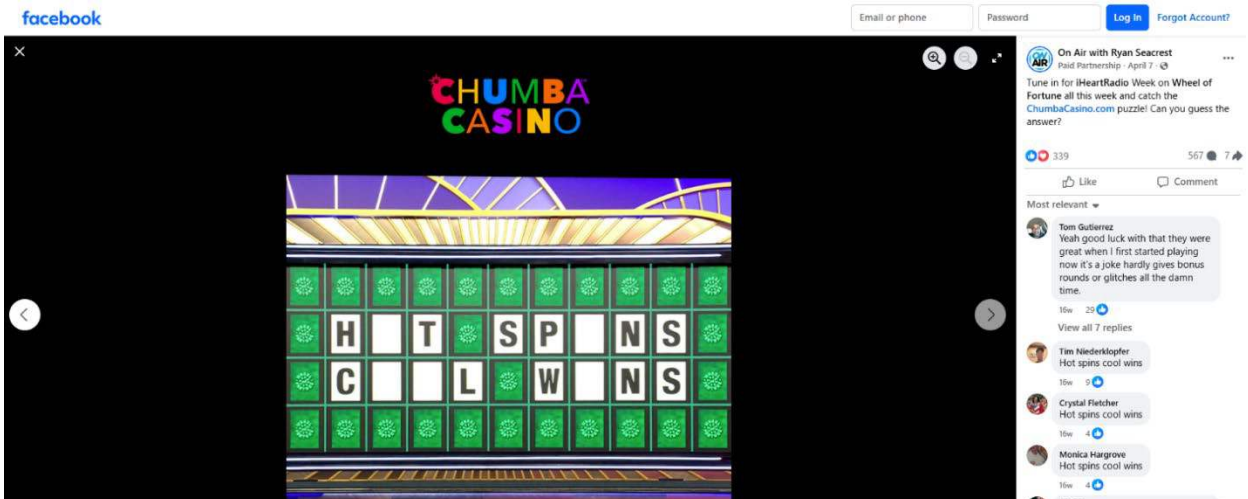 facebook
Email or phone
Password
Log In
Forgot Account?
CHUMBA
CASINO
H T SP NS
C L W NS
On Air with Ryan Seacrest
Paid Partnership · April 7 ·
Tune in for iHeartRadio Week on Wheel of
Fortune all this week and catch the
ChumbaCasino.com puzzle! Can you guess the
answer?
339
567
7
Like
Comment
Most relevant
Tom Gutierrez
Yeah good luck with that they were
great when I first started playing
now it's a joke hardly gives bonus
rounds or glitches all the damn
time.
16w 29
View all 7 replies
Tim Niederklopfer
Hot spins cool wins
16w 9
Crystal Fletcher
Hot spins cool wins
16w 4
Monica Hargrove
Hot spins cool wins
16w 4